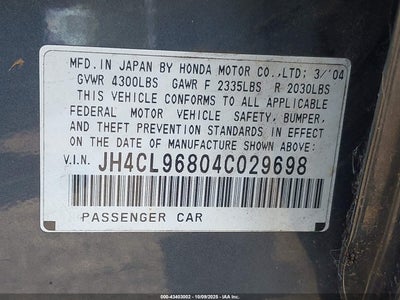 MFD. IN JAPAN BY HONDA MOTOR CO., LTD: 3/'04
GVWR 4300LBS GAWR F 2335LBS R 2030LBS
THIS VEHICLE CONFORMS TO ALL APPLICABLE
FEDERAL MOTOR VEHICLE SAFETY, BUMPER,
AND THEFT PREVENTION STANDARDS IN EFFECT
ON THE DATE OF MANUFACTURE SHOWN ABOVE:
V.I.N. JH4CL96804C029698
PASSENGER CAR
000-43403002 - 10/09/2025 - IAAI.COM